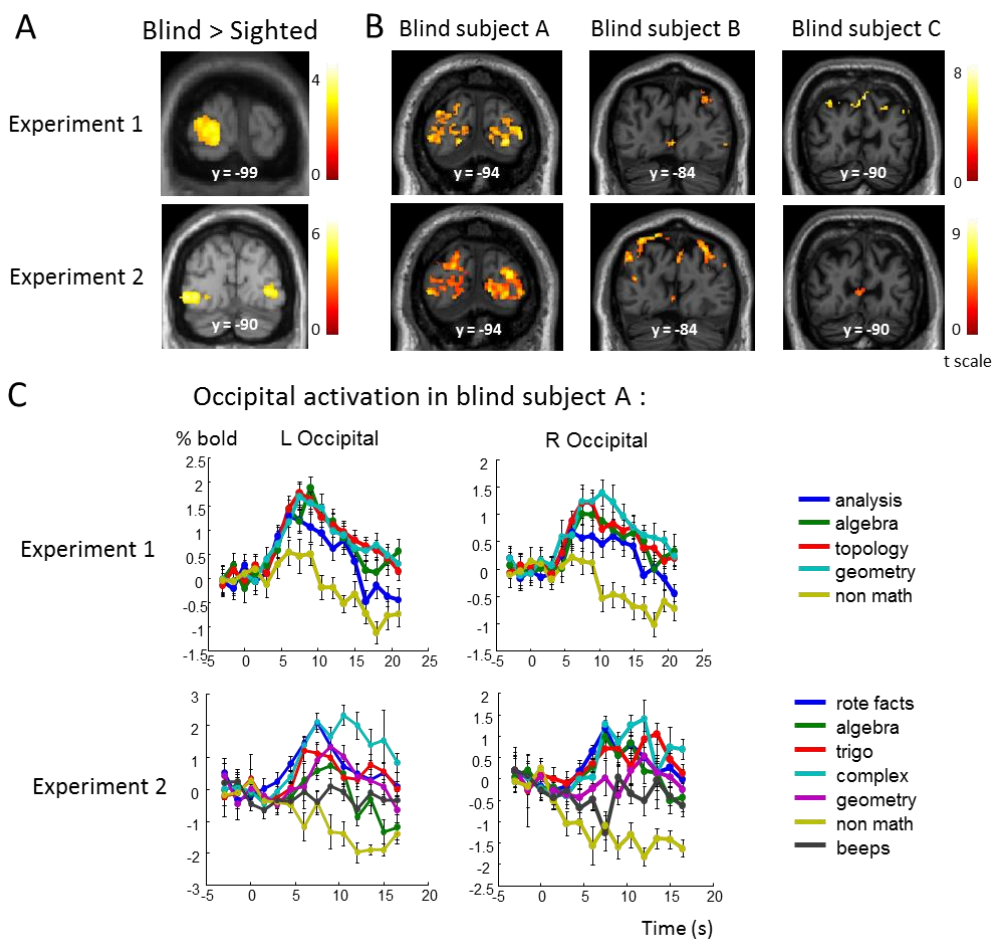 A
Blind > Sighted
B
Blind subject A
Blind subject B
Blind subject C
Experiment 1
4
0
y = -99
y = -94
y = -84
y = -90
8
0
Experiment 2
6
0
y = -90
y = -94
y = -84
y = -90
9
0
t scale
C
Occipital activation in blind subject A :
% bold
L Occipital
R Occipital
Experiment 1
2.5
2
1.5
1
0.5
0
-0.5
-1
-1.5
-5 0 5 10 15 20 25
2
1.5
1
0.5
0
-0.5
-1
-1.5
-5 0 5 10 15 20 25
analysis
algebra
topology
geometry
non math
Experiment 2
3
2
1
0
-1
-2
-3
-5 0 5 10 15 20
2
1.5
1
0.5
0
-0.5
-1
-1.5
-2
-2.5
-5 0 5 10 15 20
rote facts
algebra
trigo
complex
geometry
non math
beeps
Time (s)